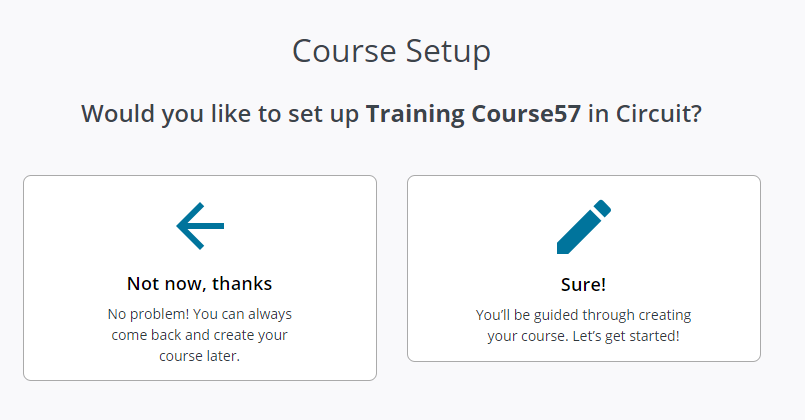 Course Setup
Would you like to set up Training Course57 in Circuit?
Not now, thanks
No problem! You can always
come back and create your
course later.
Sure!
You’ll be guided through creating
your course. Let’s get started!